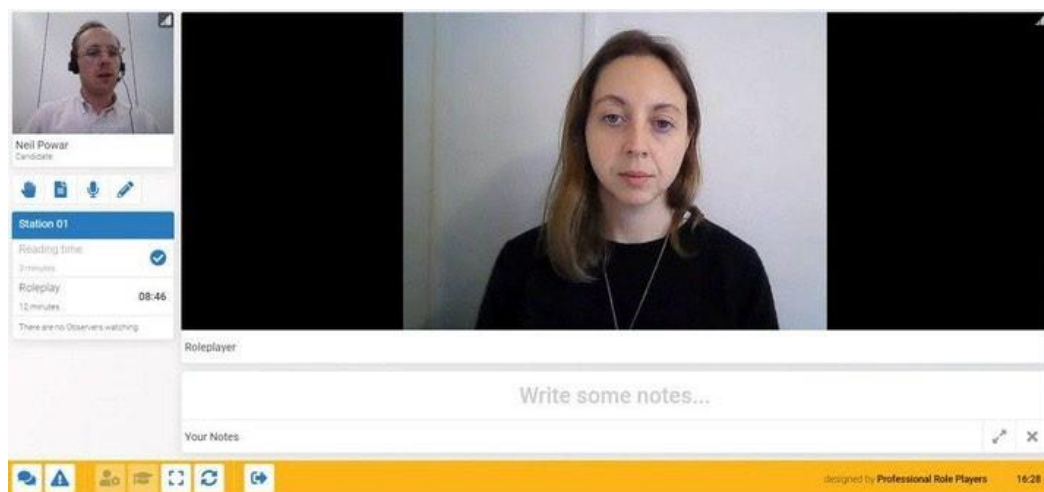 Neil Powar
Candidate
Station 01
Reading time
3 minutes
Roleplay
12 minutes
08:46
There are no Observers watching
Roleplayer
Write some notes...
Your Notes
designed by Professional Role Players
16:28